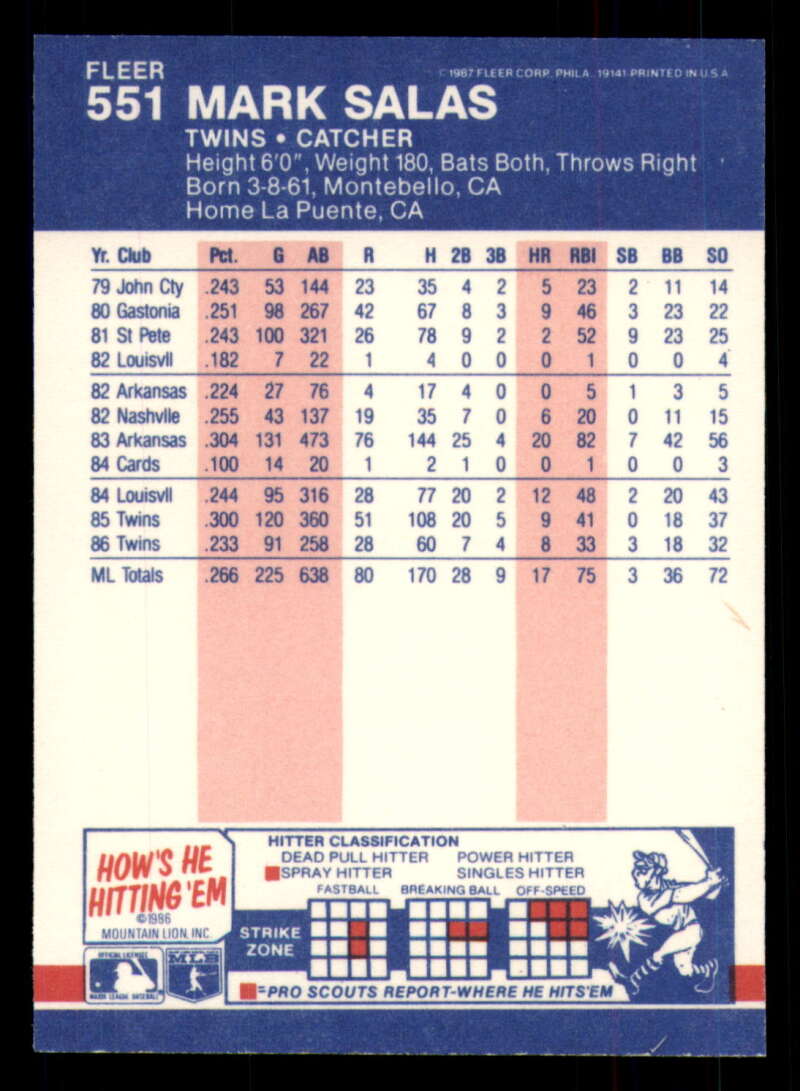 FLEER
© 1987 FLEER CORP. PHILA. 19141 PRINTED IN U.S.A.
551 MARK SALAS
TWINS • CATCHER
Height 6'0", Weight 180, Bats Both, Throws Right
Born 3-8-61, Montebello, CA
Home La Puente, CA
Yr. Club Pct. G AB R H 2B 3B HR RBI SB BB SO
79 John Cty .243 53 144 23 35 4 2 5 23 2 11 14
80 Gastonia .251 98 267 42 67 8 3 9 46 3 23 22
81 St Pete .243 100 321 26 78 9 2 2 52 9 23 25
82 Louisvll .182 7 22 1 4 0 0 0 1 0 0 4
82 Arkansas .224 27 76 4 17 4 0 0 5 1 3 5
82 Nashvlle .255 43 137 19 35 7 0 6 20 0 11 15
83 Arkansas .304 131 473 76 144 25 4 20 82 7 42 56
84 Cards .100 14 20 1 2 1 0 0 1 0 0 3
84 Louisvll .244 95 316 28 77 20 2 12 48 2 20 43
85 Twins .300 120 360 51 108 20 5 9 41 0 18 37
86 Twins .233 91 258 28 60 7 4 8 33 3 18 32
ML Totals .266 225 638 80 170 28 9 17 75 3 36 72
HOW'S HE
HITTING 'EM
©1986
MOUNTAIN LION, INC.
HITTER CLASSIFICATION
DEAD PULL HITTER POWER HITTER
SPRAY HITTER SINGLES HITTER
FASTBALL BREAKING BALL OFF-SPEED
STRIKE
ZONE
=PRO SCOUTS REPORT-WHERE HE HITS'EM
OFFICIAL LICENSEE
MAJOR LEAGUE BASEBALL
MLB